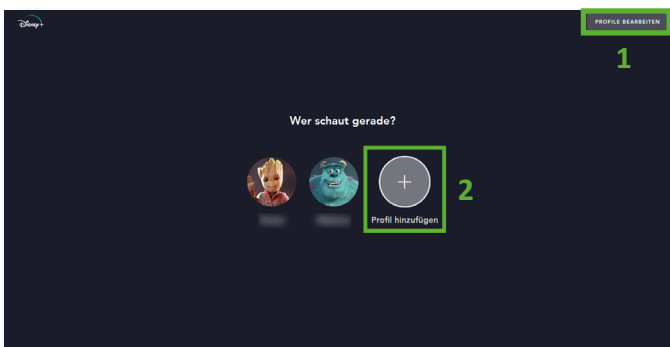 Disney+
PROFILE BEARBEITEN
1
Wer schaut gerade?
2
Profil hinzufügen